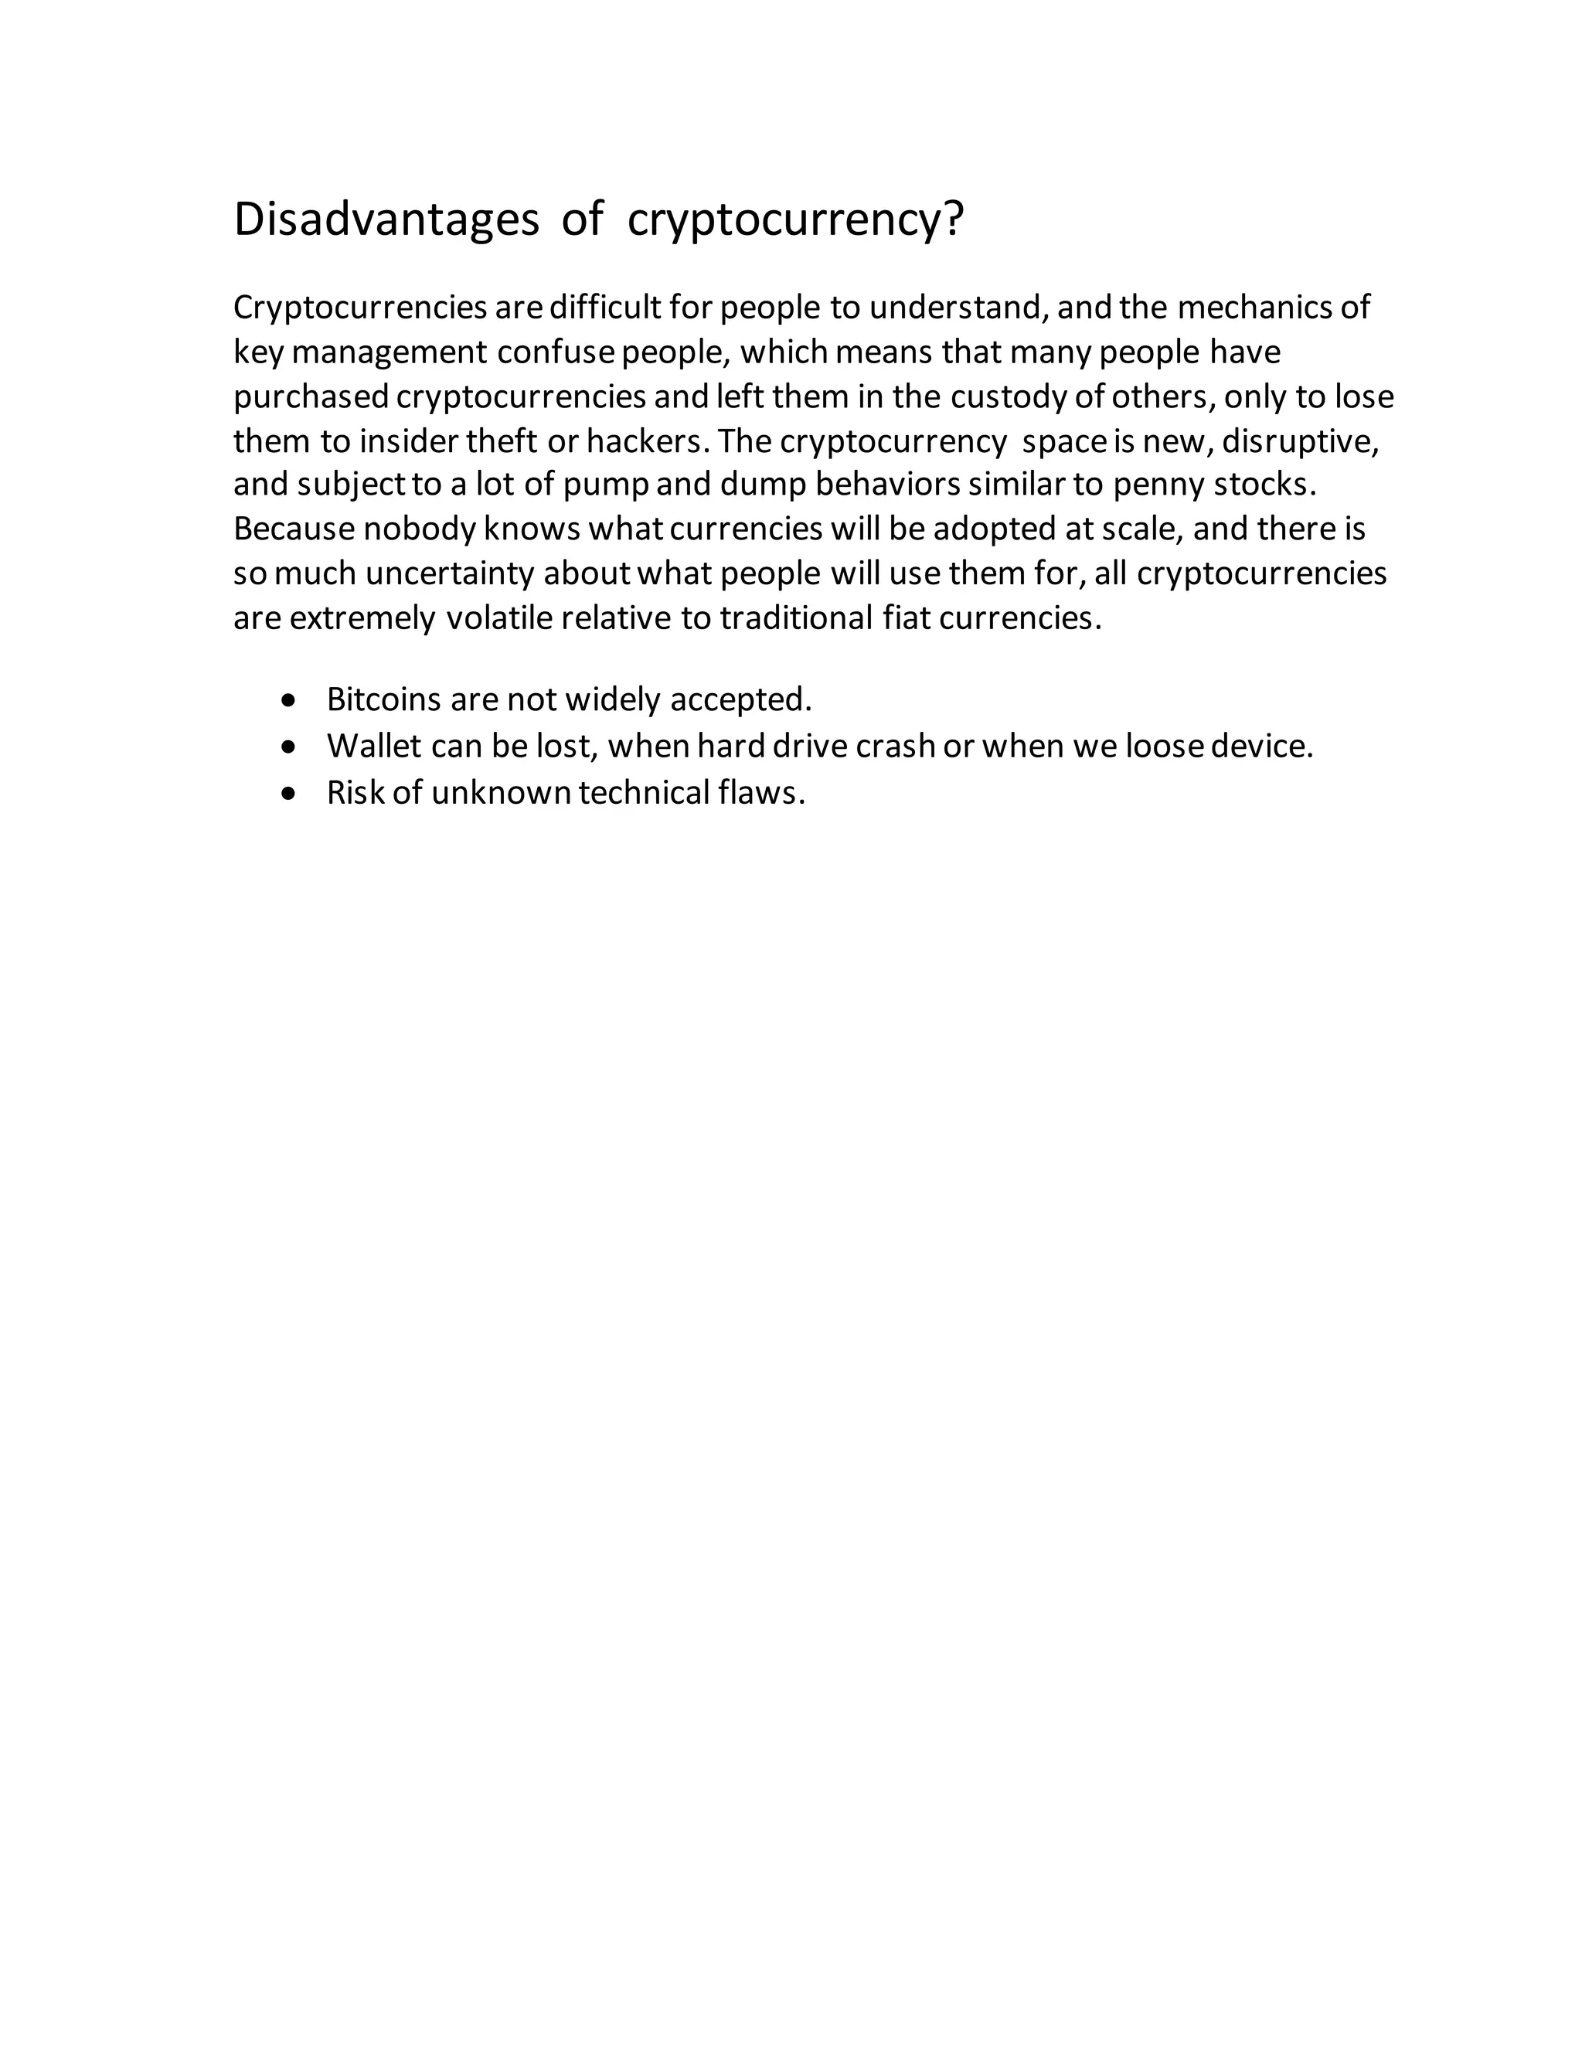 Disadvantages of cryptocurrency?
Cryptocurrencies are difficult for people to understand, and the mechanics of
key management confuse people, which means that many people have
purchased cryptocurrencies and left them in the custody of others, only to lose
them to insider theft or hackers. The cryptocurrency space is new, disruptive,
and subject to a lot of pump and dump behaviors similar to penny stocks.
Because nobody knows what currencies will be adopted at scale, and there is
so much uncertainty about what people will use them for, all cryptocurrencies
are extremely volatile relative to traditional fiat currencies.
• Bitcoins are not widely accepted.
• Wallet can be lost, when hard drive crash or when we loose device.
• Risk of unknown technical flaws.